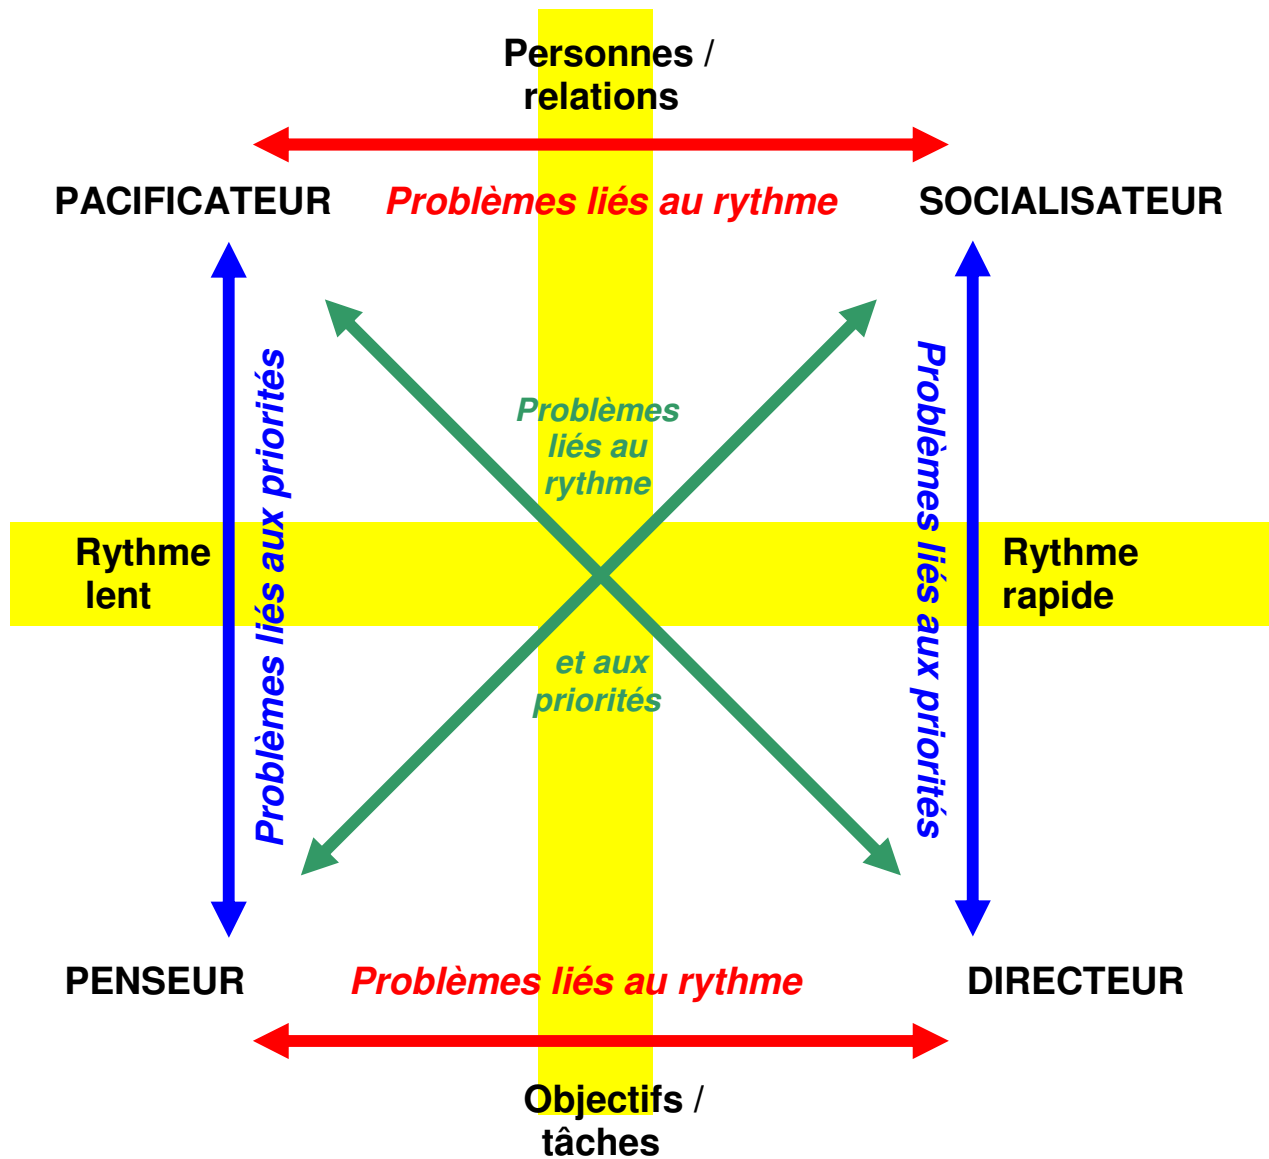 Personnes /
relations
PACIFICATEUR
Problèmes liés au rythme
SOCIALISATEUR
Problèmes liés aux priorités
Problèmes
liés au
rythme
Problèmes liés aux priorités
Rythme
lent
Rythme
rapide
et aux
priorités
PENSEUR
Problèmes liés au rythme
DIRECTEUR
Objectifs /
tâches